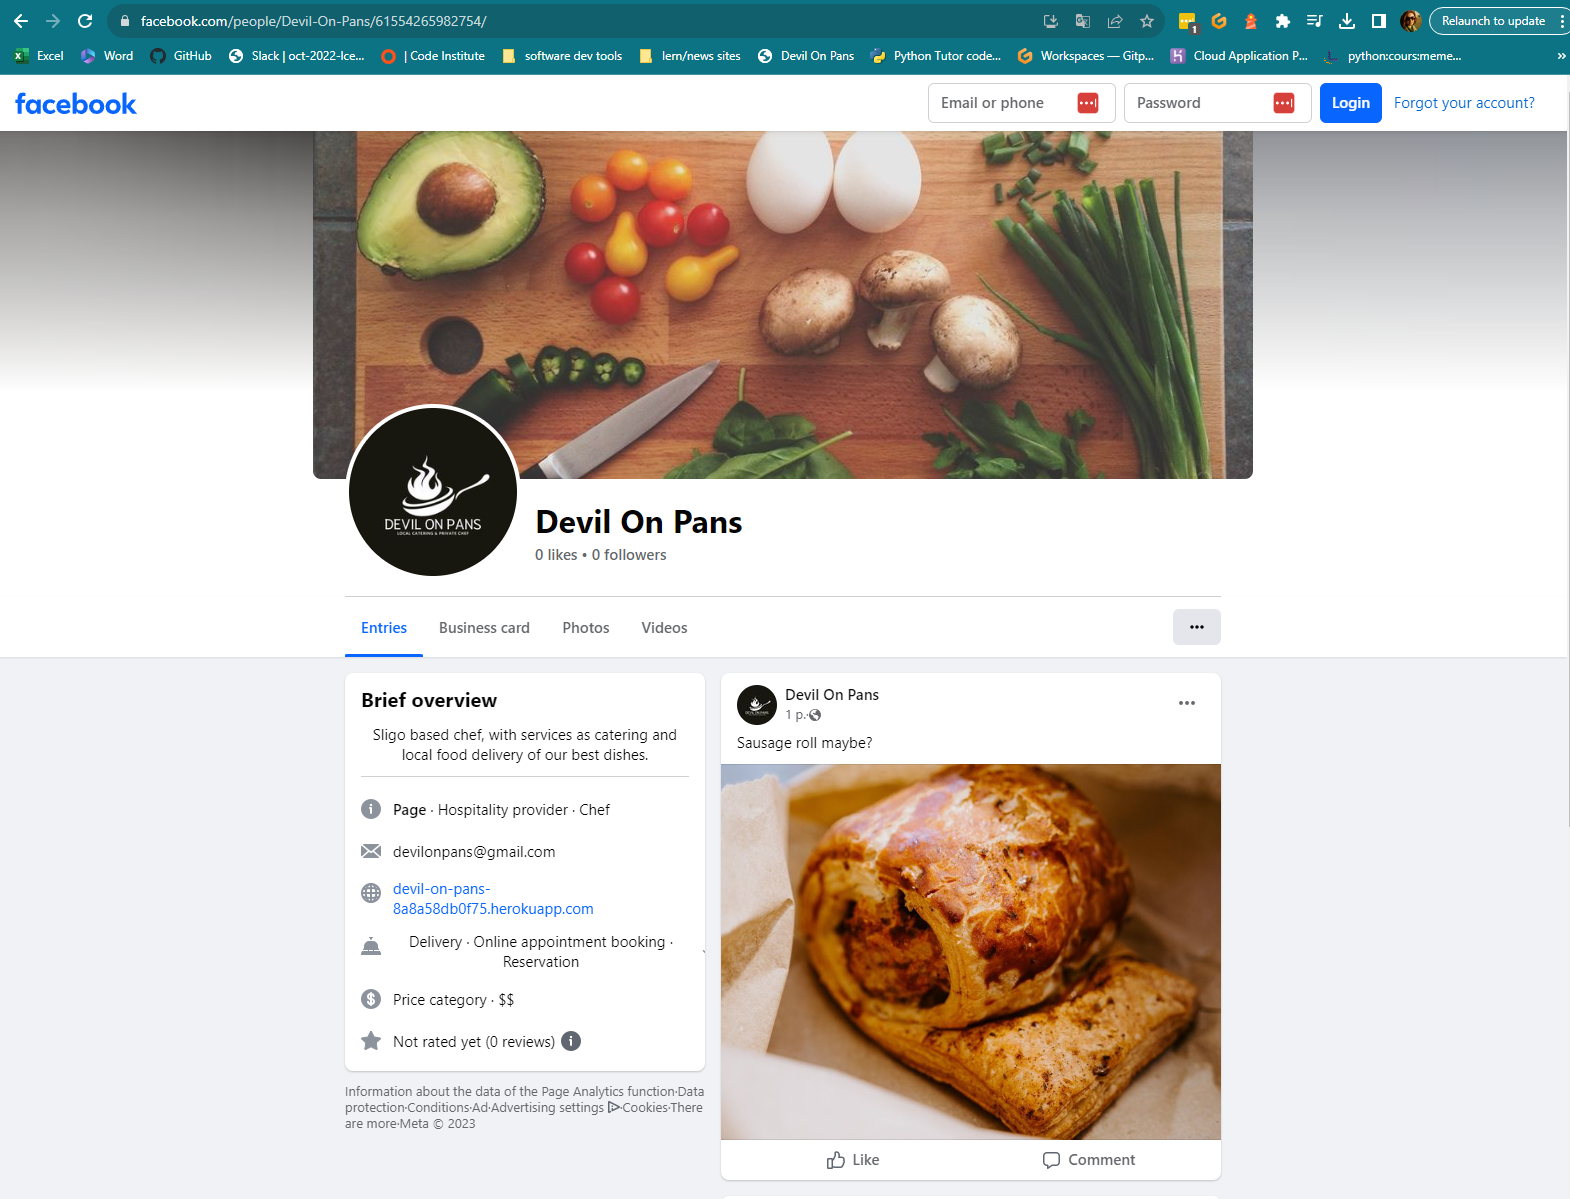 facebook.com/people/Devil-On-Pans/61554265982754/
1
Relaunch to update
Excel
Word
GitHub
Slack | oct-2022-Ice...
| Code Institute
software dev tools
lern/news sites
Devil On Pans
Python Tutor code...
Workspaces — Gitp...
Cloud Application P...
python:cours:meme...
»
facebook
Email or phone
Password
Login
Forgot your account?
DEVIL ON PANS
LOCAL CATERING & PRIVATE CHEF
Devil On Pans
0 likes • 0 followers
Entries
Business card
Photos
Videos
Brief overview
Sligo based chef, with services as catering and
local food delivery of our best dishes.
Page · Hospitality provider · Chef
devilonpans@gmail.com
devil-on-pans-
8a8a58db0f75.herokuapp.com
Delivery · Online appointment booking ·
Reservation
Price category · $$
Not rated yet (0 reviews)
Information about the data of the Page Analytics function·Data
protection·Conditions·Ad·Advertising settings ·Cookies·There
are more·Meta © 2023
Devil On Pans
1 p.·
Sausage roll maybe?
Like
Comment